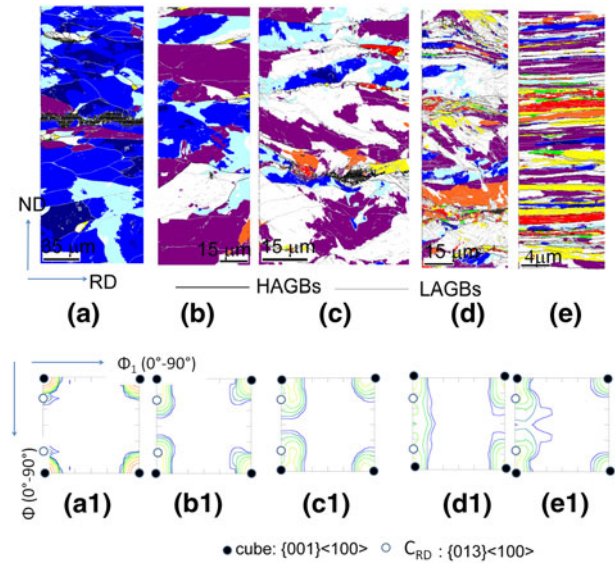 ND
RD
35 μm
15 μm
15 μm
15 μm
4μm
HAGBs
LAGBs
(a)
(b)
(c)
(d)
(e)
Φ₁ (0°-90°)
Φ (0°-90°)
(a1)
(b1)
(c1)
(d1)
(e1)
cube: {001}<100>
C_RD : {013}<100>